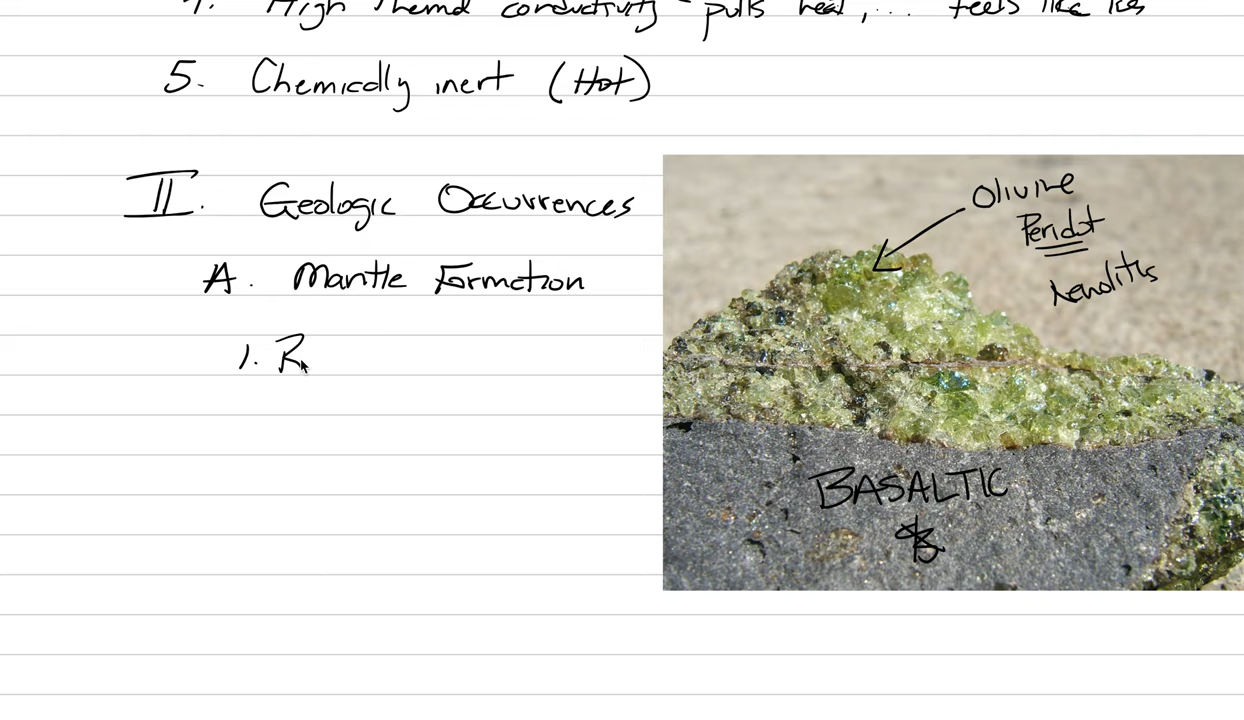 4. High thermal conductivity - pulls heat, ... feels like ice
5. Chemically inert (Hot)
II. Geologic Occurrences
A. Mantle Formation
1. R
Olivine
Peridot
Xenoliths
BASALTIC